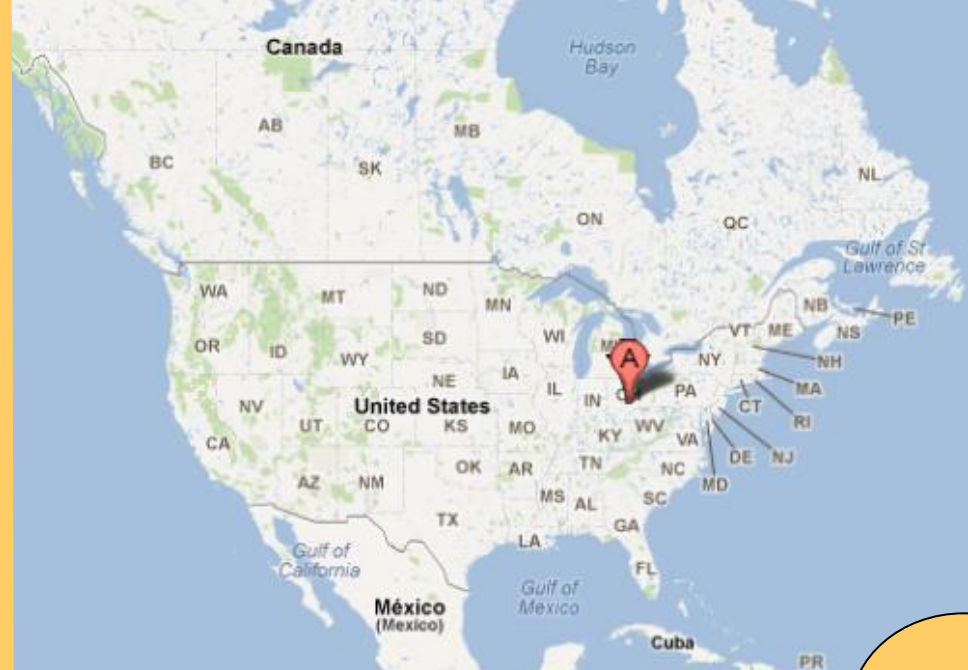 Canada
Hudson
Bay
AB
MB
BC
SK
NL
ON
QC
Gulf of St
Lawrence
WA
MT
ND
MN
NB
PE
OR
ID
SD
WI
VT
ME
NS
WY
A
NY
NH
NE
IA
IL
IN
PA
MA
NV
United States
CT
RI
UT
CO
KS
MO
KY
WV
VA
CA
DE
NJ
AZ
NM
OK
AR
TN
NC
MD
TX
MS
AL
SC
GA
LA
FL
Gulf of
California
Gulf of
Mexico
México
(Mexico)
Cuba
PR